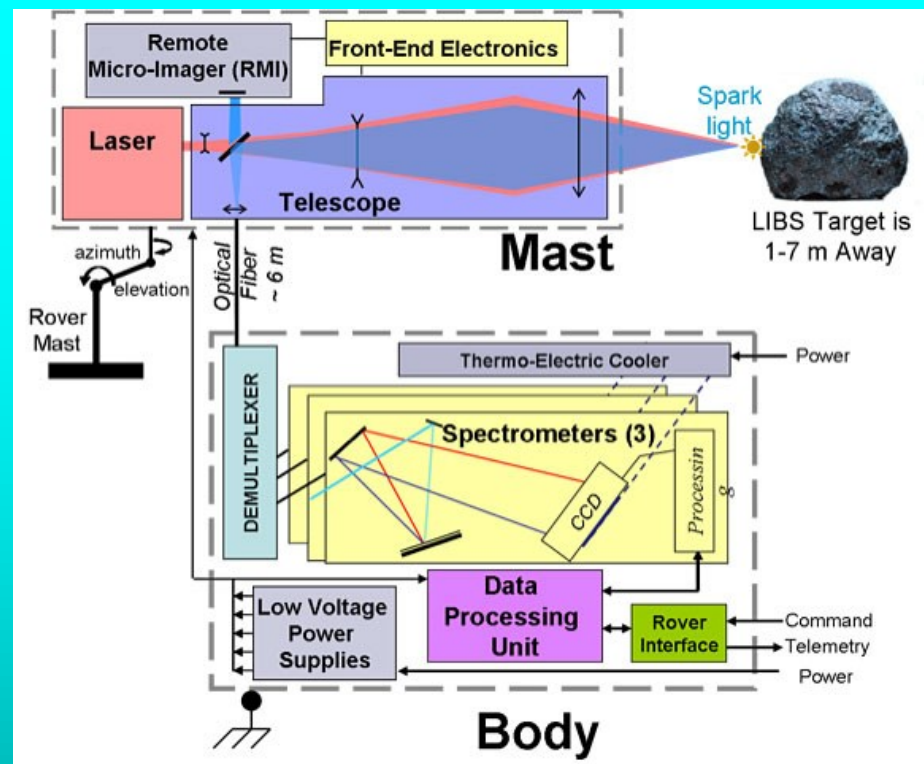 Remote
Micro-Imager (RMI)
Front-End Electronics
Laser
Telescope
Spark
light
LIBS Target is
1-7 m Away
Mast
azimuth
elevation
Rover
Mast
Optical
Fiber
~ 6 m
Thermo-Electric Cooler
Power
DEMULTIPLEXER
Spectrometers (3)
CCD
Processin
g
Low Voltage
Power
Supplies
Data
Processing
Unit
Rover
Interface
Command
Telemetry
Power
Body